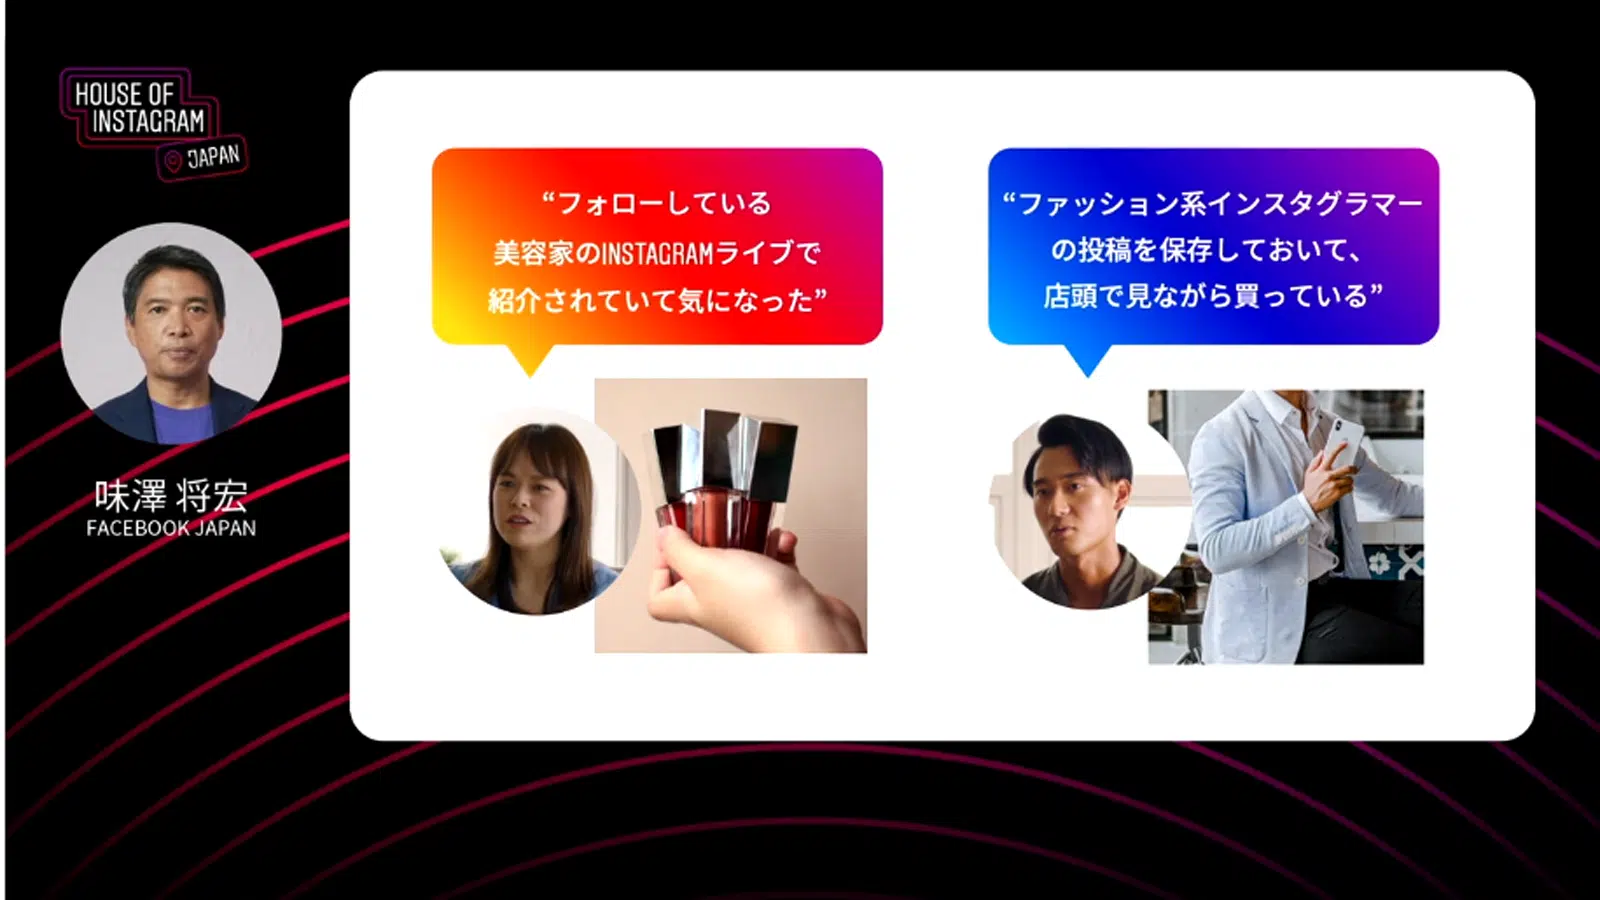 HOUSE OF
INSTAGRAM
JAPAN
味澤 将宏
FACEBOOK JAPAN
“フォローしている
美容家のINSTAGRAMライブで
紹介されていて気になった”
“ファッション系インスタグラマー
の投稿を保存しておいて、
店頭で見ながら買っている”